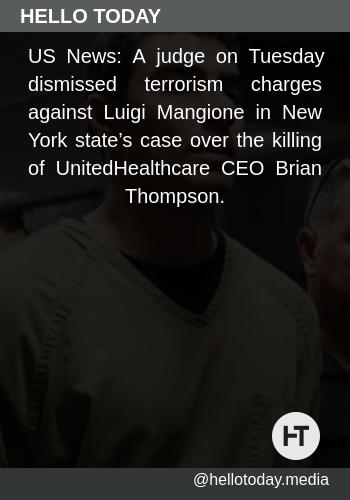 HELLO TODAY
US News: A judge on Tuesday
dismissed terrorism charges
against Luigi Mangione in New
York state’s case over the killing
of UnitedHealthcare CEO Brian
Thompson.
HT
@hellotoday.media